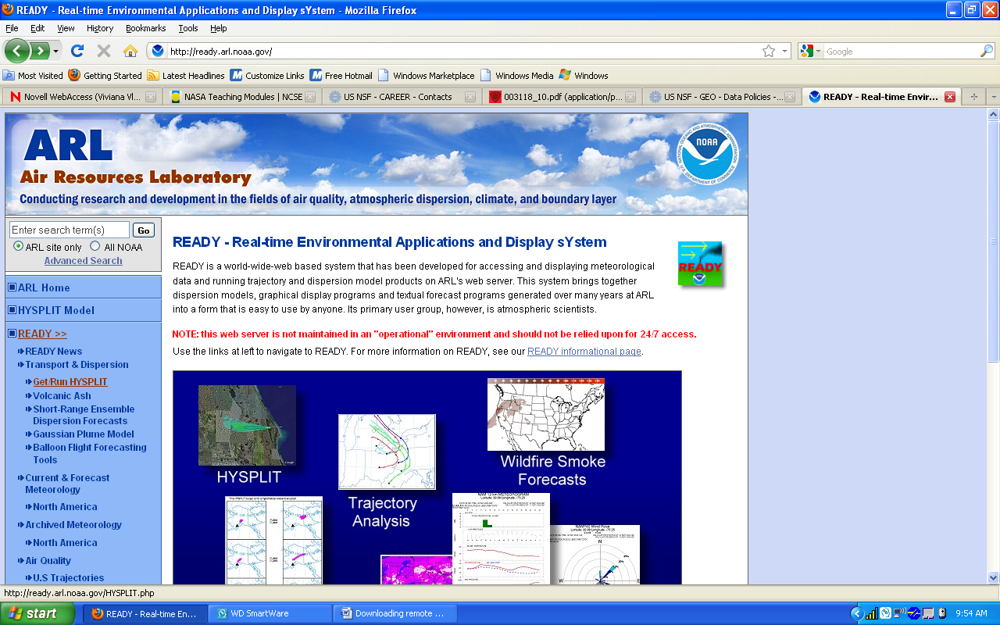 READY - Real-time Environmental Applications and Display sYstem - Mozilla Firefox
File Edit View History Bookmarks Tools Help
http://ready.arl.noaa.gov/
Google
Most Visited Getting Started Latest Headlines Customize Links Free Hotmail Windows Marketplace Windows Media Windows
Novell WebAccess (Viviana Vl... NASA Teaching Modules | NCSE US NSF - CAREER - Contacts 003118_10.pdf (application/p... US NSF - GEO - Data Policies -... READY - Real-time Envir...
ARL
Air Resources Laboratory
Conducting research and development in the fields of air quality, atmospheric dispersion, climate, and boundary layer
NOAA
Enter search term(s) Go
ARL site only All NOAA
Advanced Search
ARL Home
HYSPLIT Model
READY >>
READY News
Transport & Dispersion
Get/Run HYSPLIT
Volcanic Ash
Short-Range Ensemble
Dispersion Forecasts
Gaussian Plume Model
Balloon Flight Forecasting
Tools
Current & Forecast
Meteorology
North America
Archived Meteorology
North America
Air Quality
U.S Trajectories
READY - Real-time Environmental Applications and Display sYstem
READY is a world-wide-web based system that has been developed for accessing and displaying meteorological
data and running trajectory and dispersion model products on ARL's web server. This system brings together
dispersion models, graphical display programs and textual forecast programs generated over many years at ARL
into a form that is easy to use by anyone. Its primary user group, however, is atmospheric scientists.
READY
NOTE: this web server is not maintained in an "operational" environment and should not be relied upon for 24/7 access.
Use the links at left to navigate to READY. For more information on READY, see our READY informational page.
HYSPLIT
Trajectory
Analysis
Wildfire Smoke
Forecasts
http://ready.arl.noaa.gov/HYSPLIT.php
start READY - Real-time En... WD SmartWare Downloading remote ... 9:54 AM